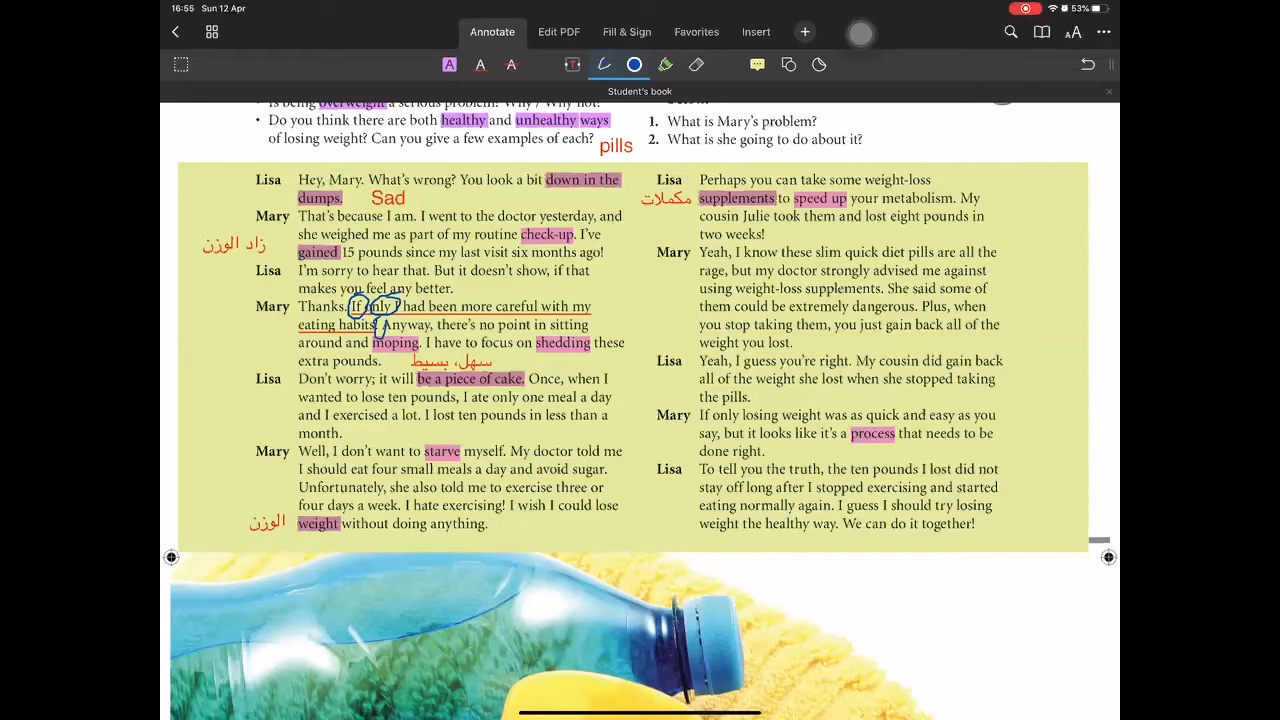 16:55 Sun 12 Apr
53%
Annotate Edit PDF Fill & Sign Favorites Insert
Student's book
• Is being overweight a serious problem? Why / Why not?
• Do you think there are both healthy and unhealthy ways
of losing weight? Can you give a few examples of each?
pills
1. What is Mary's problem?
2. What is she going to do about it?
Lisa Hey, Mary. What's wrong? You look a bit down in the
dumps. Sad
Mary That's because I am. I went to the doctor yesterday, and
she weighed me as part of my routine check-up. I've
زاد الوزن
gained 15 pounds since my last visit six months ago!
Lisa I'm sorry to hear that. But it doesn't show, if that
makes you feel any better.
Mary Thanks. If only I had been more careful with my
eating habits! Anyway, there's no point in sitting
around and moping. I have to focus on shedding these
extra pounds. سهل، بسيط
Lisa Don't worry; it will be a piece of cake. Once, when I
wanted to lose ten pounds, I ate only one meal a day
and I exercised a lot. I lost ten pounds in less than a
month.
Mary Well, I don't want to starve myself. My doctor told me
I should eat four small meals a day and avoid sugar.
Unfortunately, she also told me to exercise three or
four days a week. I hate exercising! I wish I could lose
الوزن weight without doing anything.
Lisa Perhaps you can take some weight-loss
مكملات supplements to speed up your metabolism. My
cousin Julie took them and lost eight pounds in
two weeks!
Mary Yeah, I know these slim quick diet pills are all the
rage, but my doctor strongly advised me against
using weight-loss supplements. She said some of
them could be extremely dangerous. Plus, when
you stop taking them, you just gain back all of the
weight you lost.
Lisa Yeah, I guess you're right. My cousin did gain back
all of the weight she lost when she stopped taking
the pills.
Mary If only losing weight was as quick and easy as you
say, but it looks like it's a process that needs to be
done right.
Lisa To tell you the truth, the ten pounds I lost did not
stay off long after I stopped exercising and started
eating normally again. I guess I should try losing
weight the healthy way. We can do it together!